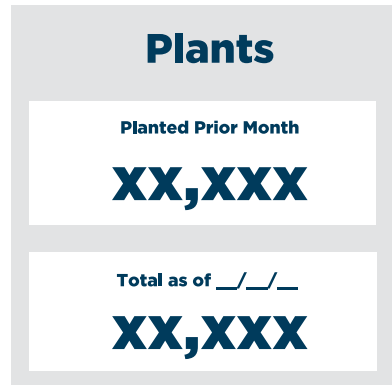 Plants
Planted Prior Month
xx,xxx
Total as of __/__/__
xx,xxx